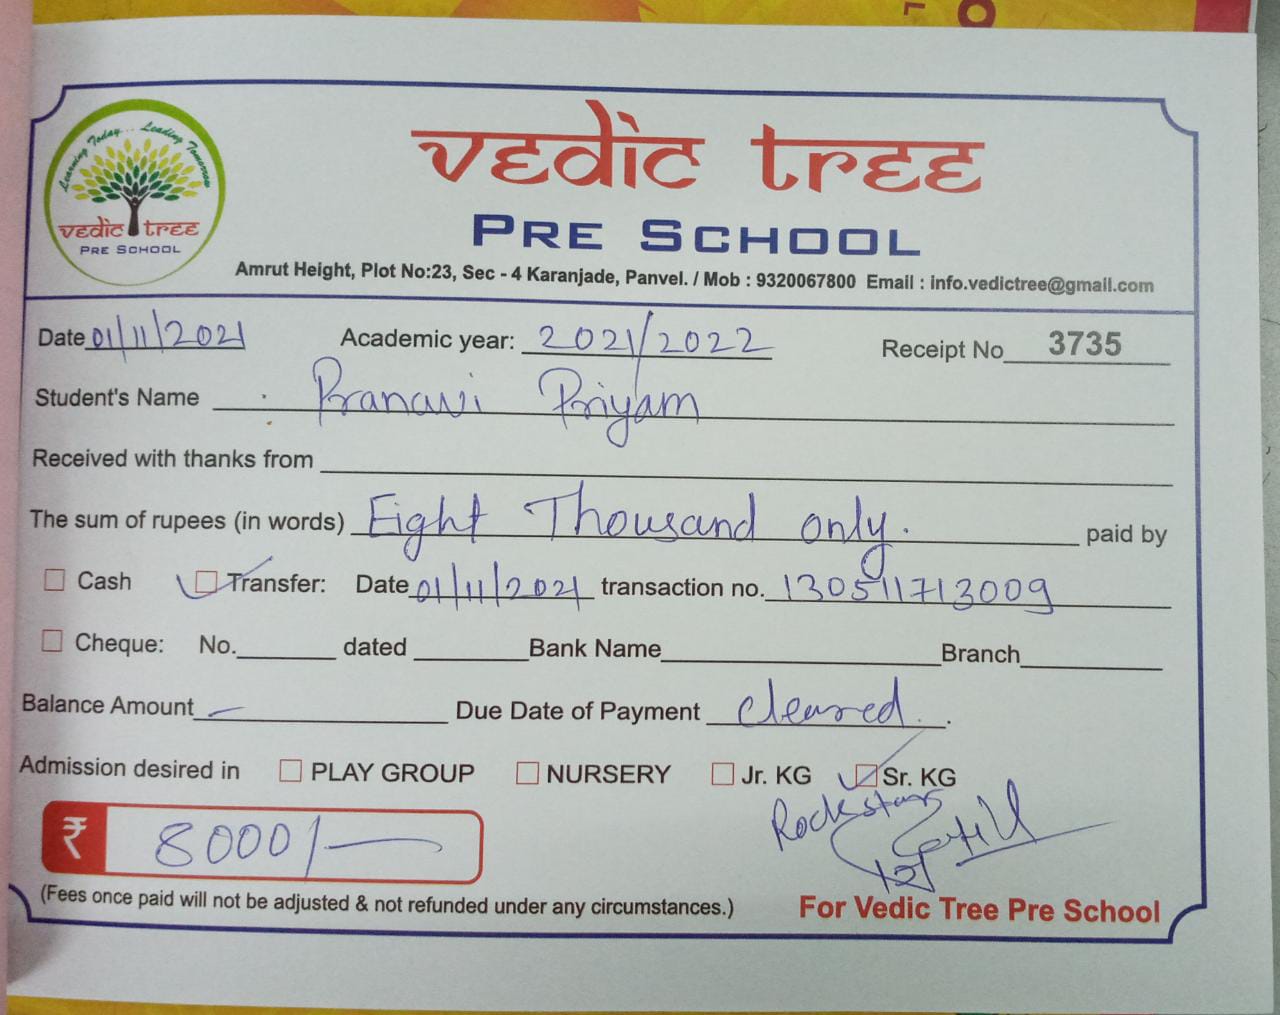 Learning Today... Leading Tomorrow
vedic tree
PRE SCHOOL
vedic tree
PRE SCHOOL
Amrut Height, Plot No:23, Sec - 4 Karanjade, Panvel. / Mob : 9320067800 Email : info.vedictree@gmail.com
Date 01/11/2021 Academic year: 2021/2022 Receipt No 3735
Student's Name Pranavi Priyam
Received with thanks from
The sum of rupees (in words) Eight Thousand only. paid by
Cash Transfer: Date 01/11/2021 transaction no. 130511713009
Cheque: No. dated Bank Name Branch
Balance Amount – Due Date of Payment cleared.
Admission desired in PLAY GROUP NURSERY Jr. KG Sr. KG
Rockstars
₹ 8000/-
(Fees once paid will not be adjusted & not refunded under any circumstances.)
For Vedic Tree Pre School